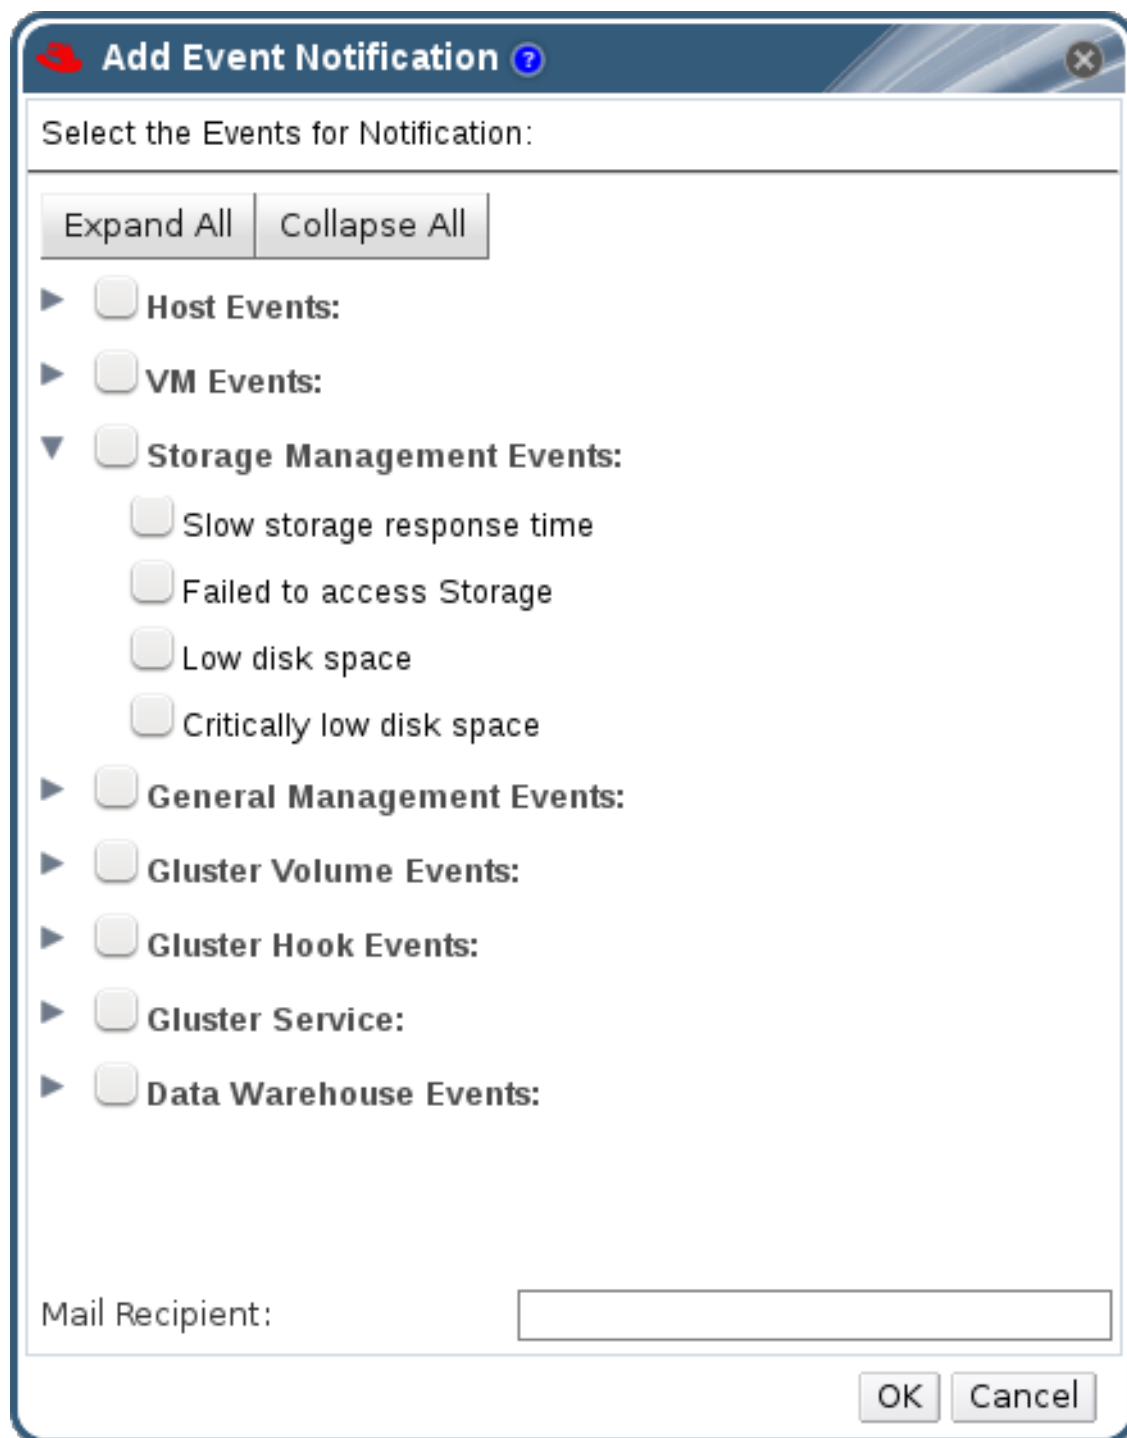 Add Event Notification ?
Select the Events for Notification:
Expand All Collapse All
Host Events:
VM Events:
Storage Management Events:
Slow storage response time
Failed to access Storage
Low disk space
Critically low disk space
General Management Events:
Gluster Volume Events:
Gluster Hook Events:
Gluster Service:
Data Warehouse Events:
Mail Recipient:
OK Cancel